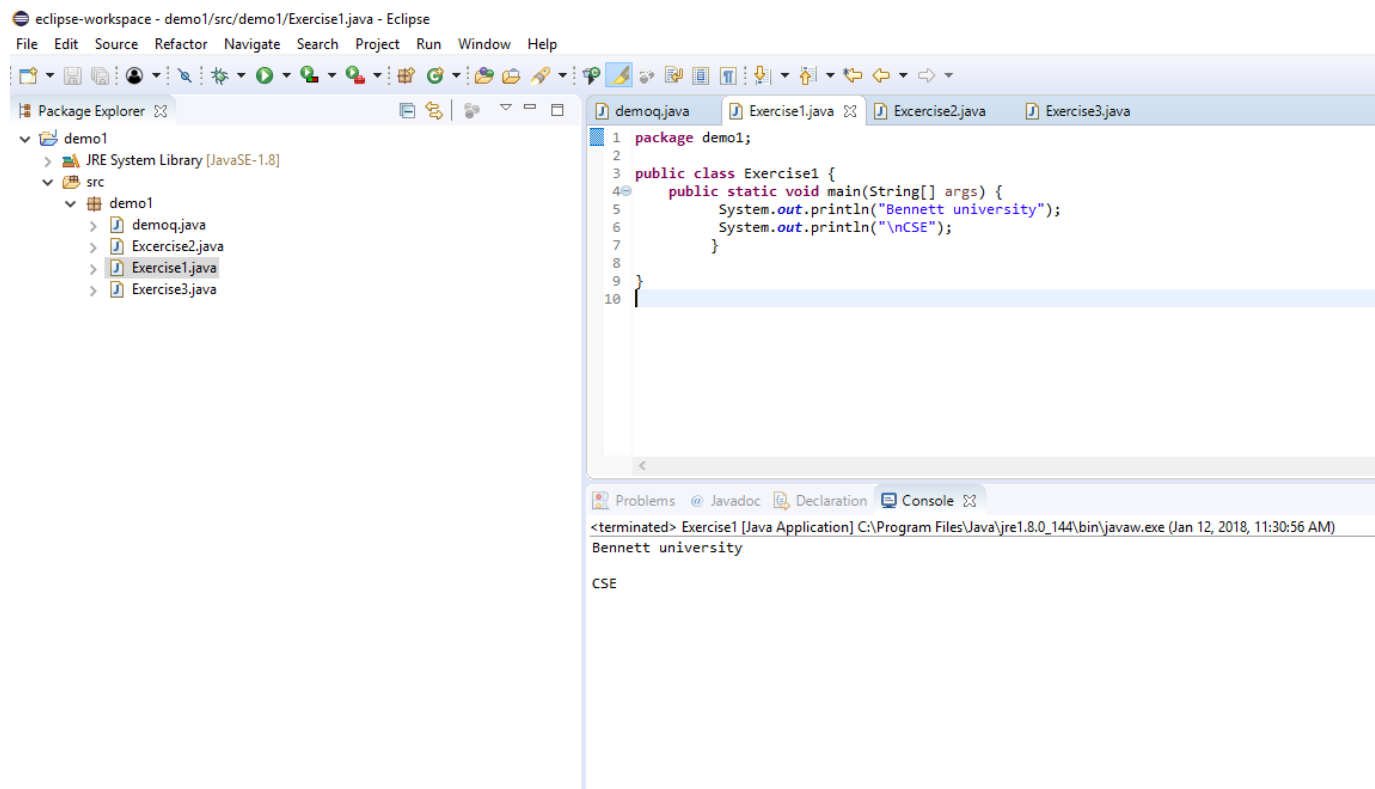 eclipse-workspace - demo1/src/demo1/Exercise1.java - Eclipse
File Edit Source Refactor Navigate Search Project Run Window Help
Package Explorer
demo1
JRE System Library [JavaSE-1.8]
src
demo1
demoq.java
Excercise2.java
Exercise1.java
Exercise3.java
demoq.java Exercise1.java Excercise2.java Exercise3.java
1 package demo1;
2
3 public class Exercise1 {
4 public static void main(String[] args) {
5 System.out.println("Bennett university");
6 System.out.println("\nCSE");
7 }
8
9 }
10
Problems @ Javadoc Declaration Console
<terminated> Exercise1 [Java Application] C:\Program Files\Java\jre1.8.0_144\bin\javaw.exe (Jan 12, 2018, 11:30:56 AM)
Bennett university
CSE